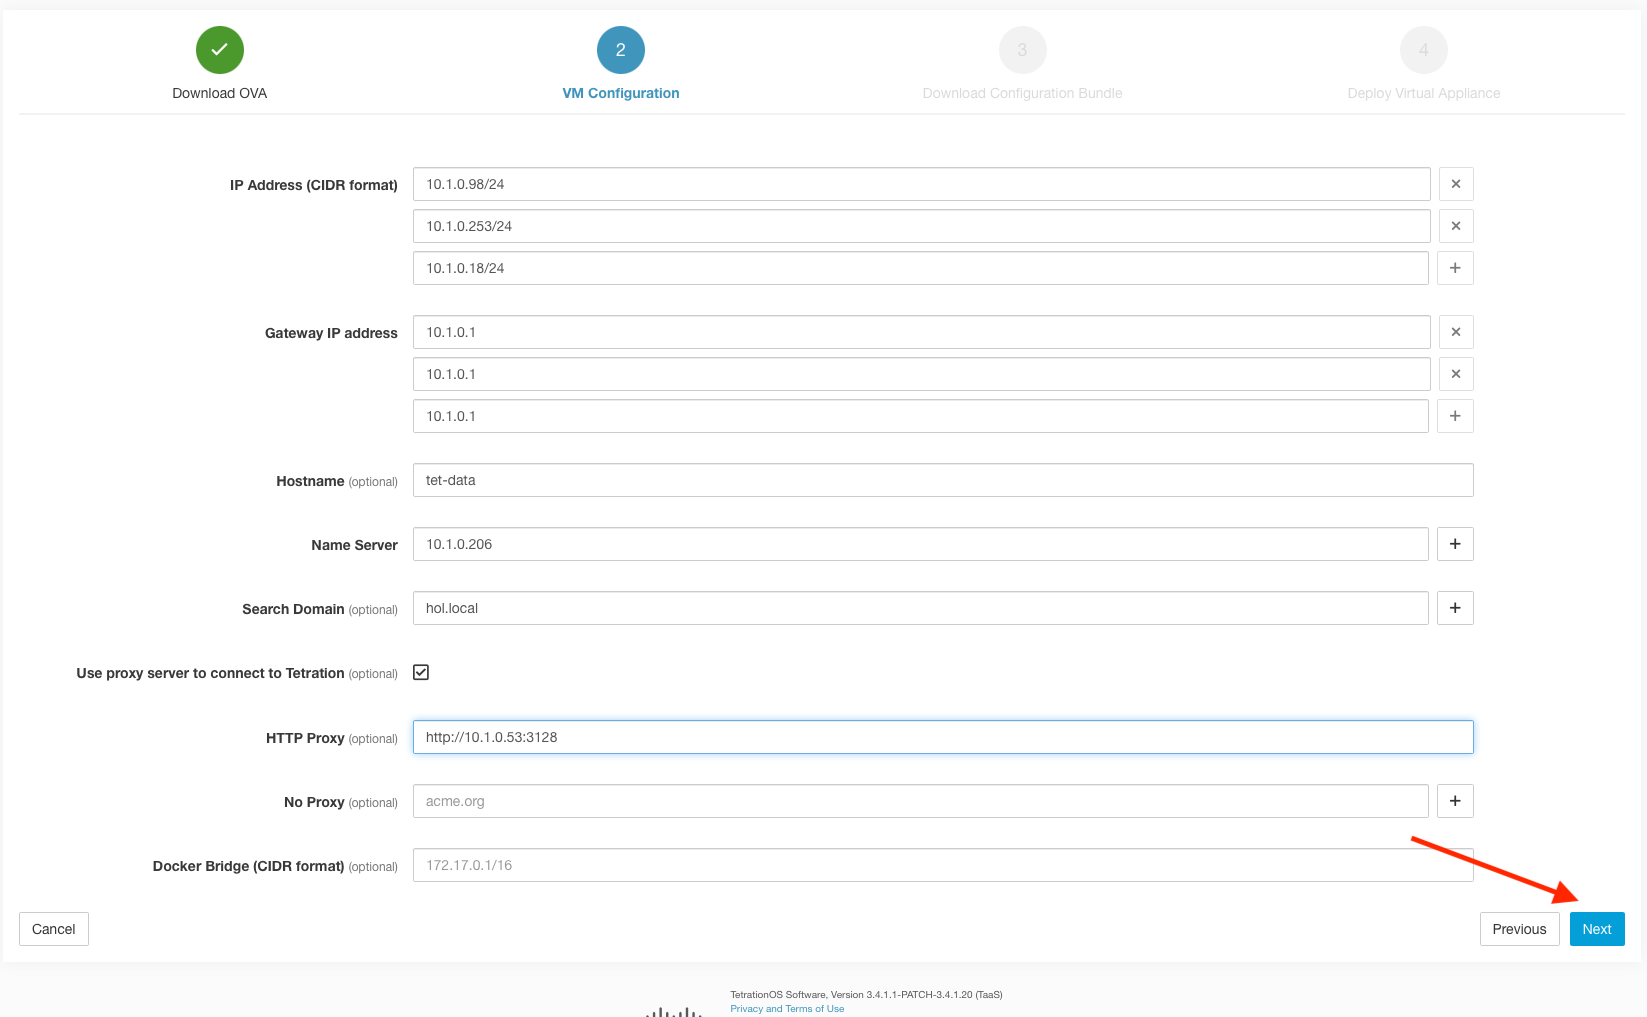 2 3 4
Download OVA VM Configuration Download Configuration Bundle Deploy Virtual Appliance
IP Address (CIDR format) 10.1.0.98/24
10.1.0.253/24
10.1.0.18/24
Gateway IP address 10.1.0.1
10.1.0.1
10.1.0.1
Hostname (optional) tet-data
Name Server 10.1.0.206
Search Domain (optional) hol.local
Use proxy server to connect to Tetration (optional)
HTTP Proxy (optional) http://10.1.0.53:3128
No Proxy (optional) acme.org
Docker Bridge (CIDR format) (optional) 172.17.0.1/16
Cancel Previous Next
TetrationOS Software, Version 3.4.1.1-PATCH-3.4.1.20 (TaaS)
Privacy and Terms of Use